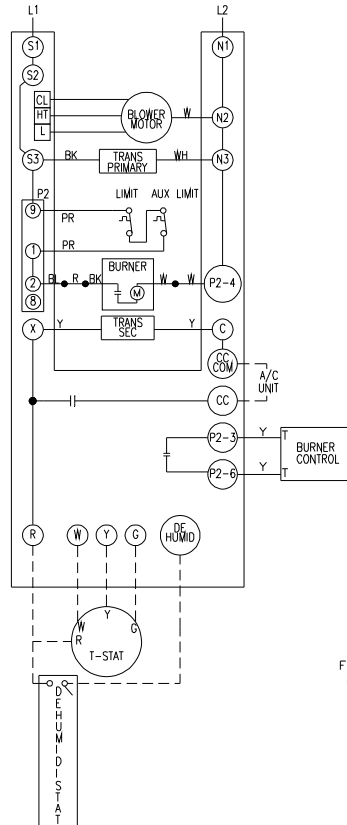 L1 L2
S1 N1
S2
CL
HT
L
BLOWER
MOTOR
W
N2
S3 BK TRANS
PRIMARY
WH N3
P2
9
PR
LIMIT AUX LIMIT
1
PR
BURNER
2 BL R BK M W W P2-4
8
X Y TRANS
SEC
Y C
CC
COM
A/C
UNIT
CC
P2-3 Y T
BURNER
CONTROL
P2-6 Y T
R W Y G DE
HUMID
W Y G
R
T-STAT
F
DEHUMIDISTAT